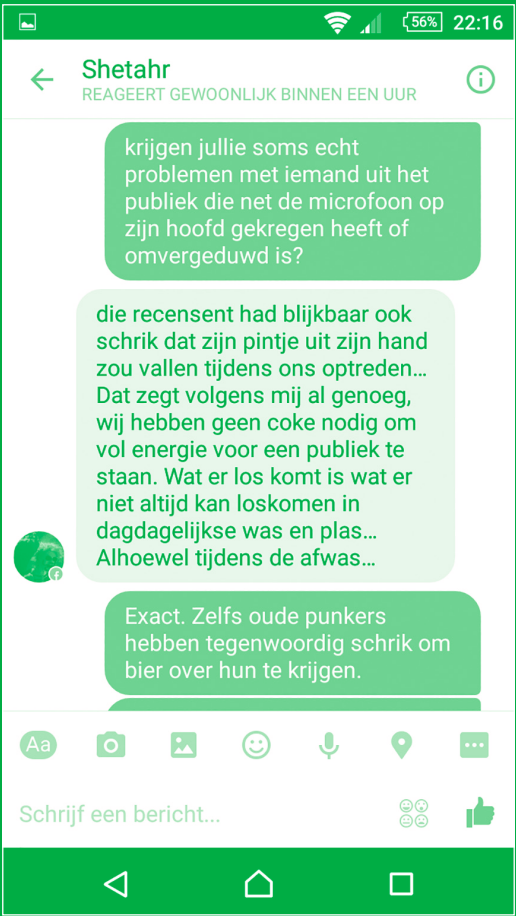 56% 22:16
Shetahr
REAGEERT GEWOONLIJK BINNEN EEN UUR
krijgen jullie soms echt
problemen met iemand uit het
publiek die net de microfoon op
zijn hoofd gekregen heeft of
omvergeduwd is?
die recensent had blijkbaar ook
schrik dat zijn pintje uit zijn hand
zou vallen tijdens ons optreden...
Dat zegt volgens mij al genoeg,
wij hebben geen coke nodig om
vol energie voor een publiek te
staan. Wat er los komt is wat er
niet altijd kan loskomen in
dagdagelijkse was en plas...
Alhoewel tijdens de afwas...
Exact. Zelfs oude punkers
hebben tegenwoordig schrik om
bier over hun te krijgen.
Aa
Schrijf een bericht...